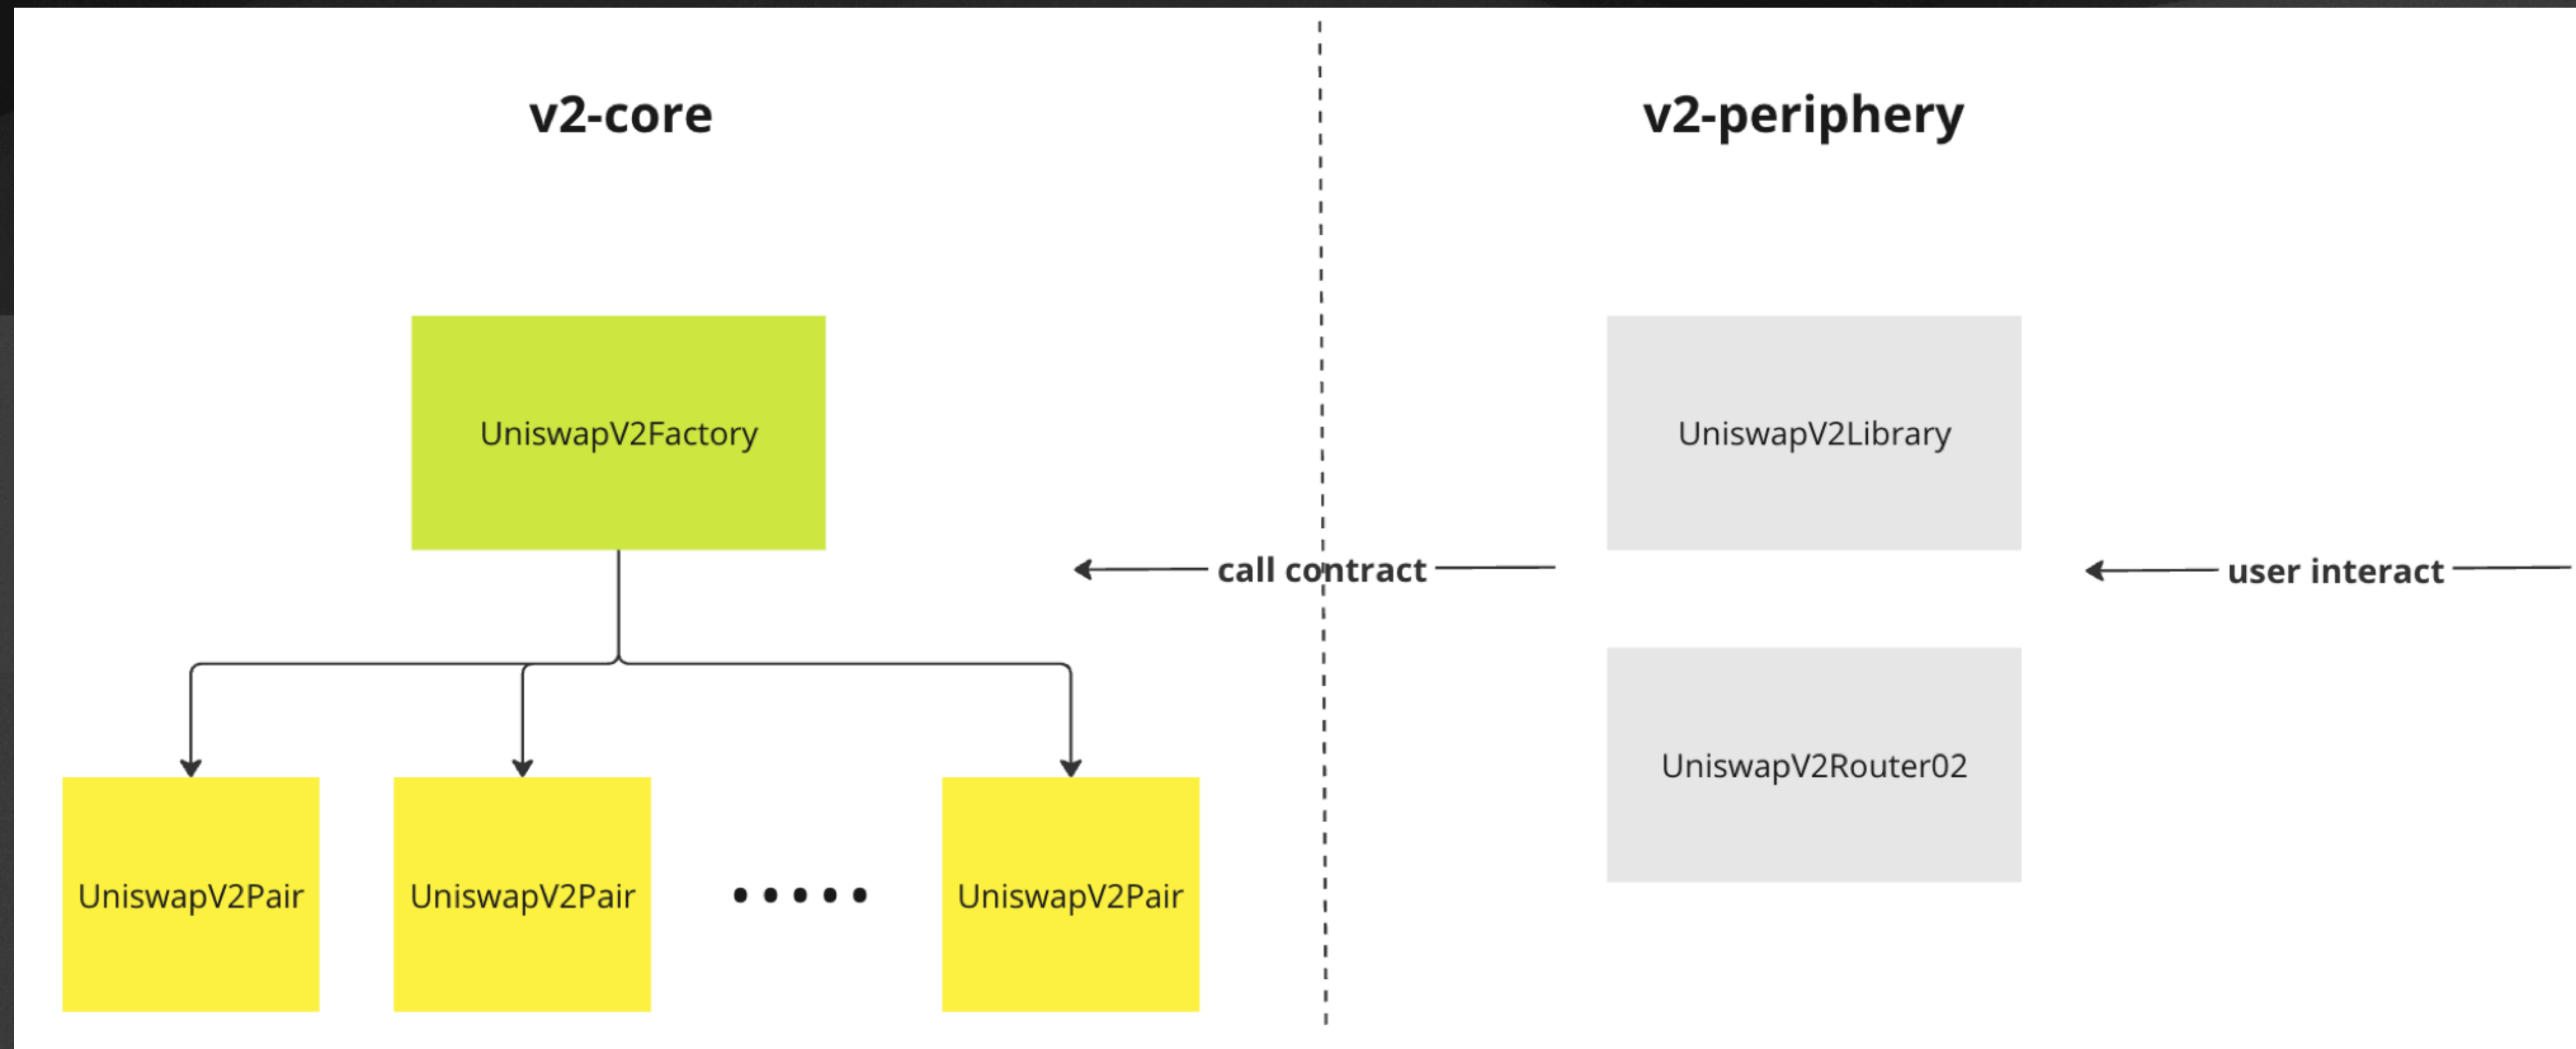 v2-core
v2-periphery
UniswapV2Factory
UniswapV2Library
call contract
user interact
UniswapV2Router02
UniswapV2Pair
UniswapV2Pair
UniswapV2Pair